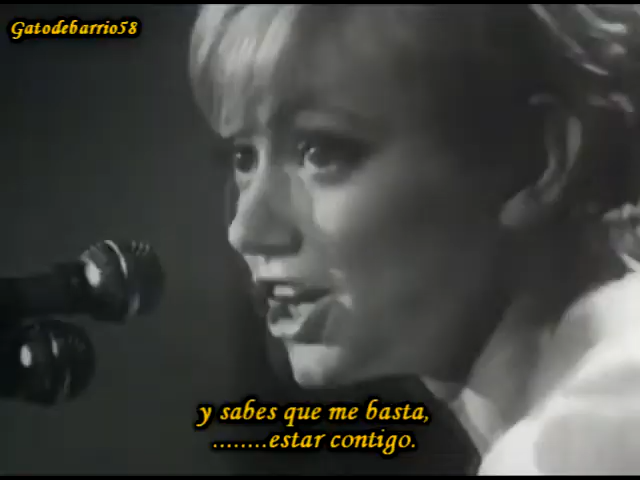 Gatodebarrio58
y sabes que me basta,
........estar contigo.